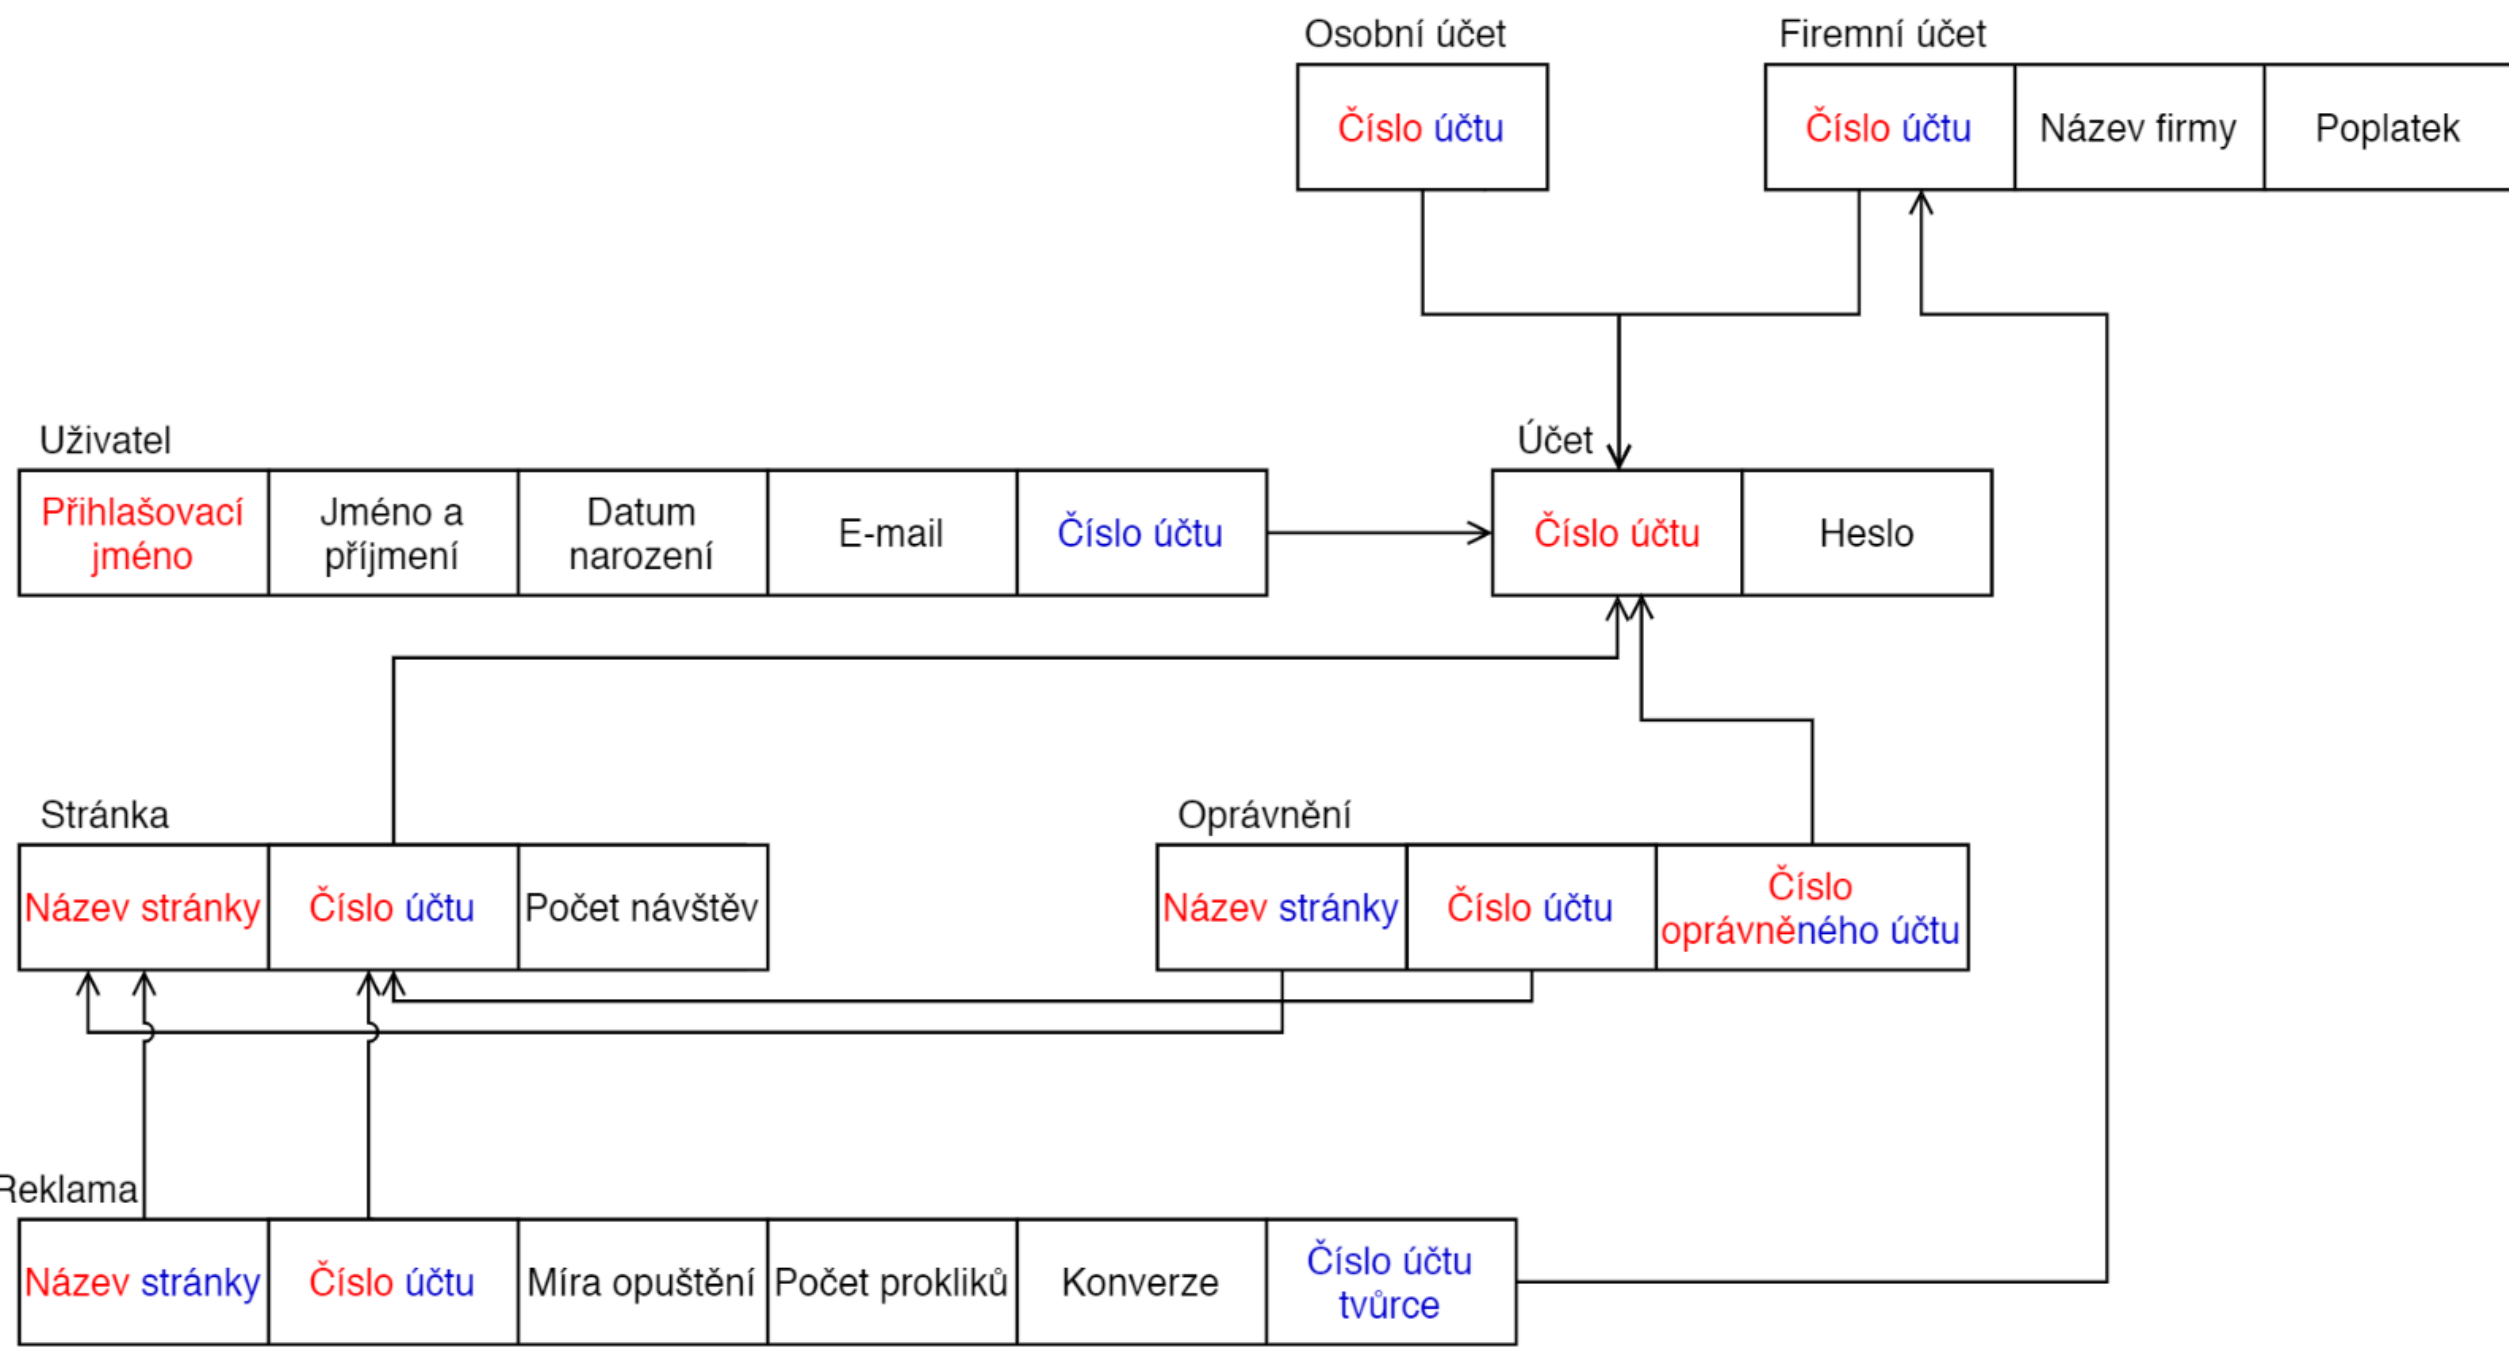 Osobní účet
Firemní účet
Číslo účtu
Číslo účtu
Název firmy
Poplatek
Uživatel
Účet
Přihlašovací
jméno
Jméno a
příjmení
Datum
narození
E-mail
Číslo účtu
Číslo účtu
Heslo
Stránka
Oprávnění
Název stránky
Číslo účtu
Počet návštěv
Název stránky
Číslo účtu
Číslo
oprávněného účtu
Reklama
Název stránky
Číslo účtu
Míra opuštění
Počet prokliků
Konverze
Číslo účtu
tvůrce